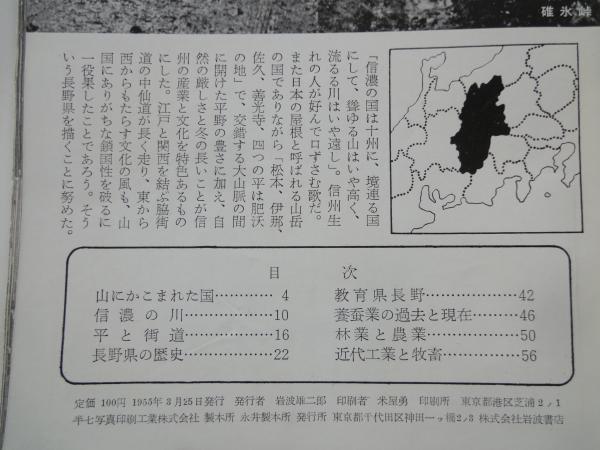 碓氷峠
「信濃の国は十州に、境連る国
にして、聳ゆる山はいや高く、
流るる川はいや遠し」。信州生
れの人が好んで口ずさむ歌だ。
また日本の屋根と呼ばれる山岳
の国でありながら「松本、伊那、
佐久、善光寺、四つの平は肥沃
の地」で、交錯する大山脈の間
に開けた平野の豊さに加え、自
然の厳しさと冬の長いことが信
州の産業と文化を特色あるもの
にした。江戸と関西を結ぶ脇街
道の中仙道が長く走り、東から
西からもたらす文化の風も、山
国にありがちな鎖国性を破るに
一役果したことであろう。そう
いう長野県を描くことに努めた。
目次
山にかこまれた国…………4
信濃の川…………10
平と街道…………16
長野県の歴史…………22
教育県長野…………42
養蚕業の過去と現在…………46
林業と農業…………50
近代工業と牧畜…………56
定価 100円 1955年3月25日発行 発行者 岩波雄二郎 印刷者 米屋勇 印刷所 東京都港区芝浦2ノ1
半七写真印刷工業株式会社 製本所 永井製本所 発行所 東京都千代田区神田一ッ橋2ノ3 株式会社岩波書店